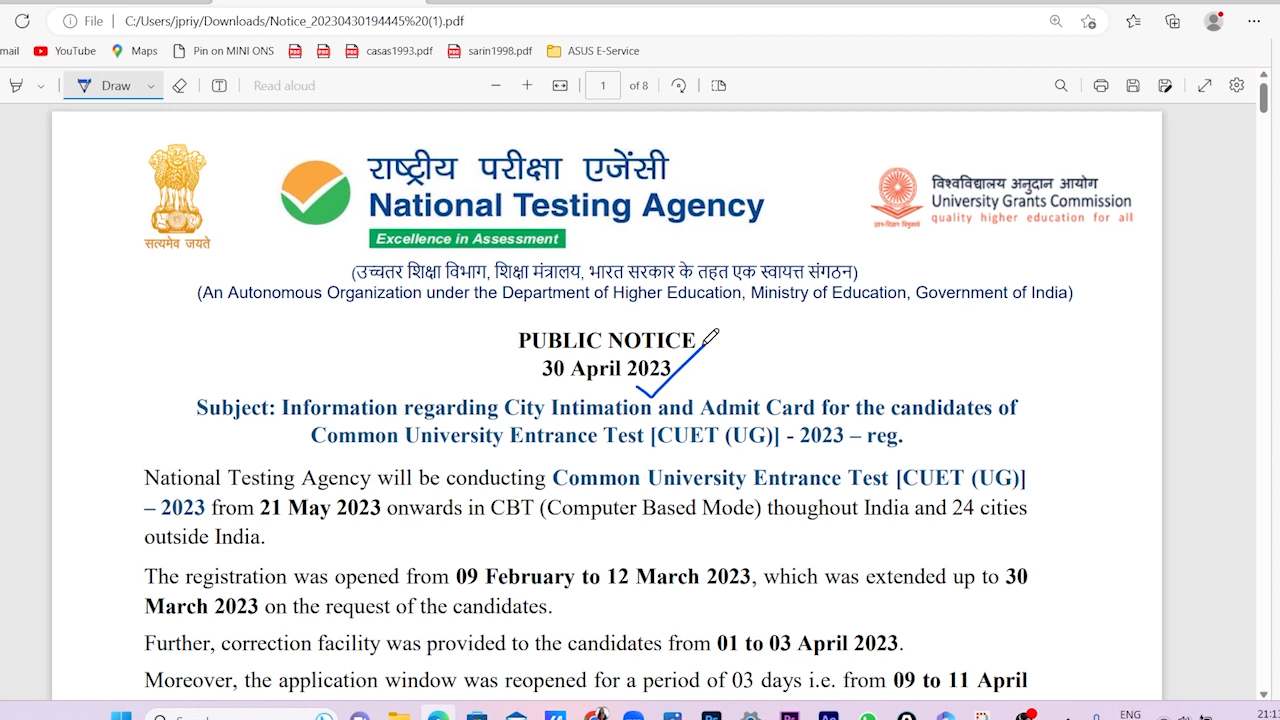 File C:/Users/jpriy/Downloads/Notice_20230430194445%20(1).pdf
mail YouTube Maps Pin on MINI ONS casas1993.pdf sarin1998.pdf ASUS E-Service
Draw Read aloud 1 of 8
राष्ट्रीय परीक्षा एजेंसी
National Testing Agency
Excellence in Assessment
सत्यमेव जयते
विश्वविद्यालय अनुदान आयोग
University Grants Commission
quality higher education for all
(उच्चतर शिक्षा विभाग, शिक्षा मंत्रालय, भारत सरकार के तहत एक स्वायत्त संगठन)
(An Autonomous Organization under the Department of Higher Education, Ministry of Education, Government of India)
PUBLIC NOTICE
30 April 2023
Subject: Information regarding City Intimation and Admit Card for the candidates of
Common University Entrance Test [CUET (UG)] - 2023 – reg.
National Testing Agency will be conducting Common University Entrance Test [CUET (UG)]
– 2023 from 21 May 2023 onwards in CBT (Computer Based Mode) thoughout India and 24 cities
outside India.
The registration was opened from 09 February to 12 March 2023, which was extended up to 30
March 2023 on the request of the candidates.
Further, correction facility was provided to the candidates from 01 to 03 April 2023.
Moreover, the application window was reopened for a period of 03 days i.e. from 09 to 11 April
ENG